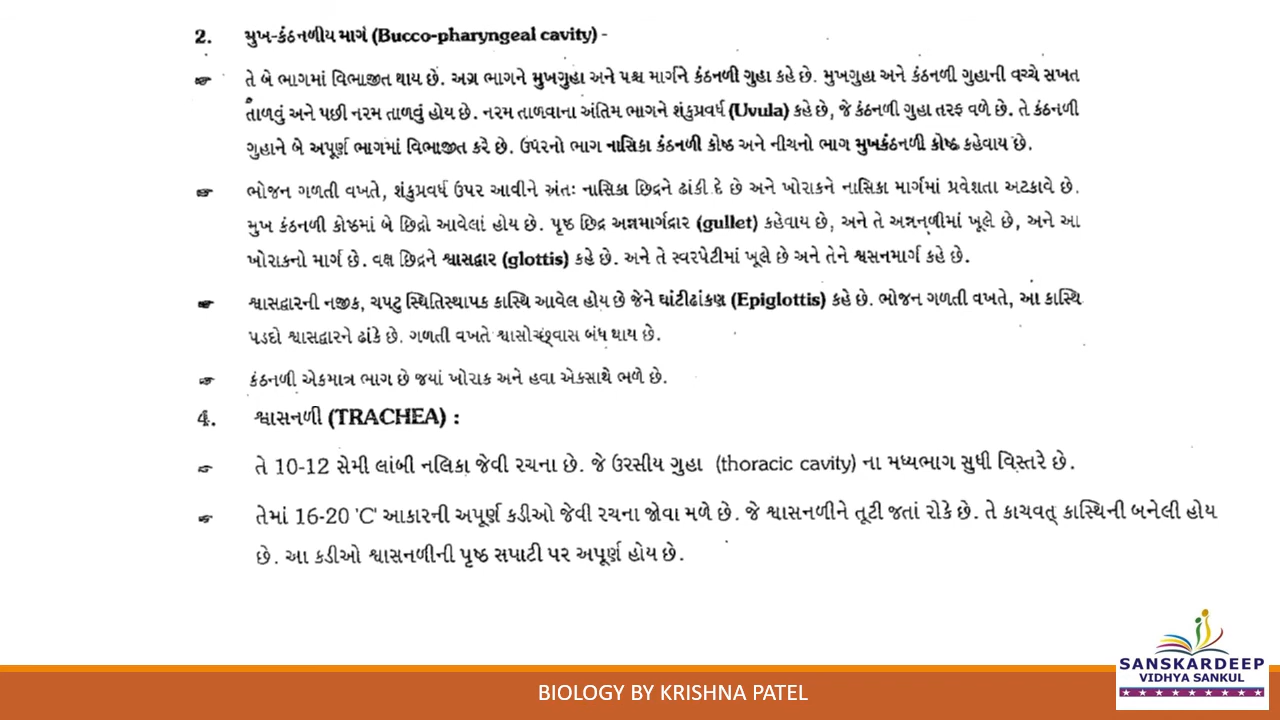 2. મુખ-કંઠનળીય માર્ગ (Bucco-pharyngeal cavity) -
☞ તે બે ભાગમાં વિભાજીત થાય છે. અગ્ર ભાગને મુખગુહા અને પશ્ચ માર્ગને કંઠનળી ગુહા કહે છે. મુખગુહા અને કંઠનળી ગુહાની વચ્ચે સખત
તાળવું અને પછી નરમ તાળવું હોય છે. નરમ તાળવાના અંતિમ ભાગને શંકુપ્રવર્ધ (Uvula) કહે છે, જે કંઠનળી ગુહા તરફ વળે છે. તે કંઠનળી
ગુહાને બે અપૂર્ણ ભાગમાં વિભાજીત કરે છે. ઉપરનો ભાગ નાસિકા કંઠનળી કોષ્ઠ અને નીચનો ભાગ મુખકંઠનળી કોષ્ઠ કહેવાય છે.
☞ ભોજન ગળતી વખતે, શંકુપ્રવર્ધ ઉપર આવીને અંતઃ નાસિકા છિદ્રને ઢાંકી દે છે અને ખોરાકને નાસિકા માર્ગમાં પ્રવેશતા અટકાવે છે.
મુખ કંઠનળી કોષ્ઠમાં બે છિદ્રો આવેલાં હોય છે. પૃષ્ઠ છિદ્ર અન્નમાર્ગદ્વાર (gullet) કહેવાય છે, અને તે અન્નનળીમાં ખૂલે છે, અને આ
ખોરાકનો માર્ગ છે. વક્ષ છિદ્રને શ્વાસદ્વાર (glottis) કહે છે. અને તે સ્વરપેટીમાં ખૂલે છે અને તેને શ્વસનમાર્ગ કહે છે.
☞ શ્વાસદ્વારની નજીક, ચપટુ સ્થિતિસ્થાપક કાસ્થિ આવેલ હોય છે જેને ઘાંટીઢાંકણ (Epiglottis) કહે છે. ભોજન ગળતી વખતે, આ કાસ્થિ
પડદો શ્વાસદ્વારને ઢાંકે છે. ગળતી વખતે શ્વાસોચ્છ્વાસ બંધ થાય છે.
☞ કંઠનળી એકમાત્ર ભાગ છે જયાં ખોરાક અને હવા એકસાથે ભળે છે.
4. શ્વાસનળી (TRACHEA) :
☞ તે 10-12 સેમી લાંબી નલિકા જેવી રચના છે. જે ઉરસીય ગુહા (thoracic cavity) ના મધ્યભાગ સુધી વિસ્તરે છે.
☞ તેમાં 16-20 'C' આકારની અપૂર્ણ કડીઓ જેવી રચના જોવા મળે છે. જે શ્વાસનળીને તૂટી જતાં રોકે છે. તે કાચવત્ કાસ્થિની બનેલી હોય
છે. આ કડીઓ શ્વાસનળીની પૃષ્ઠ સપાટી પર અપૂર્ણ હોય છે.
BIOLOGY BY KRISHNA PATEL
SANSKARDEEP
VIDHYA SANKUL